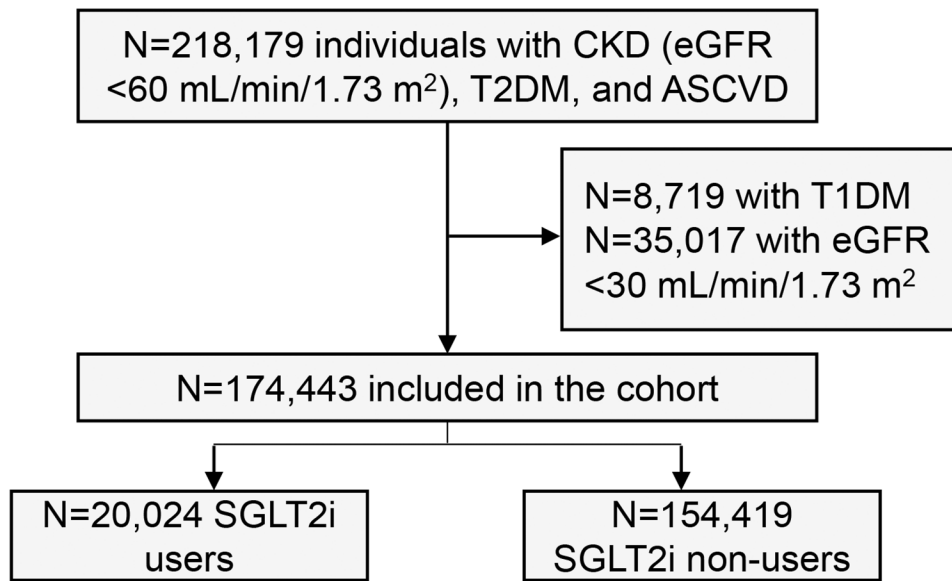 N=218,179 individuals with CKD (eGFR
<60 mL/min/1.73 m²), T2DM, and ASCVD
N=8,719 with T1DM
N=35,017 with eGFR
<30 mL/min/1.73 m²
N=174,443 included in the cohort
N=20,024 SGLT2i
users
N=154,419
SGLT2i non-users